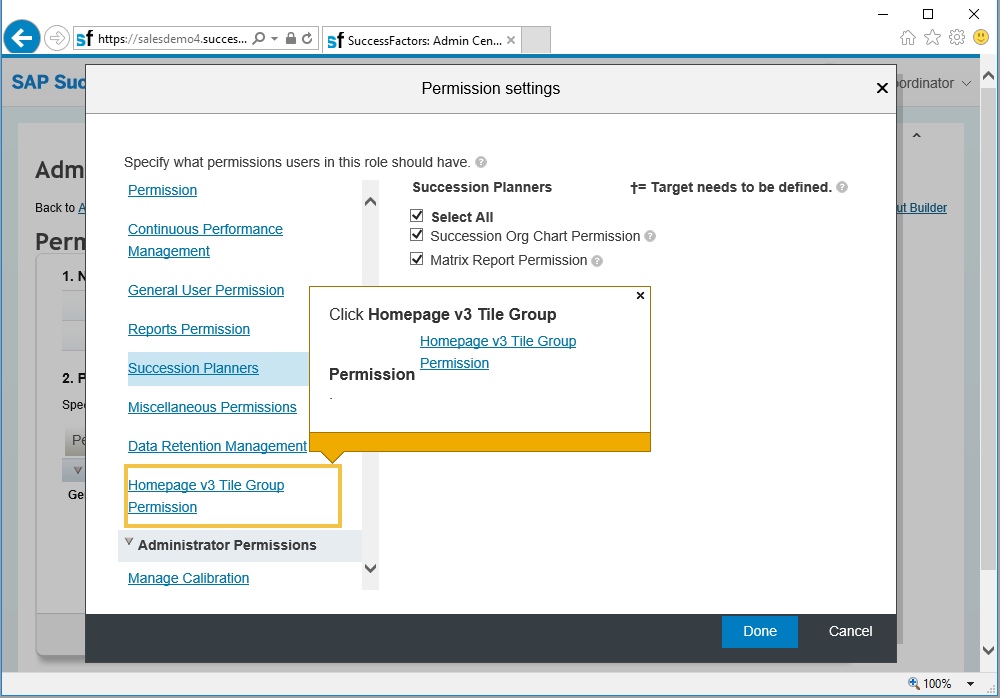 https://salesdemo4.succes...
SuccessFactors: Admin Cen...
SAP Suc
ordinator
Permission settings
Adm
Back to A
ut Builder
Perm
1. N
2. P
Spe
Pe
Ge
Specify what permissions users in this role should have.
Permission
Continuous Performance
Management
General User Permission
Reports Permission
Succession Planners
Miscellaneous Permissions
Data Retention Management
Homepage v3 Tile Group
Permission
Administrator Permissions
Manage Calibration
Succession Planners
†= Target needs to be defined.
Select All
Succession Org Chart Permission
Matrix Report Permission
Click Homepage v3 Tile Group
Homepage v3 Tile Group
Permission
Permission
.
Done
Cancel
100%